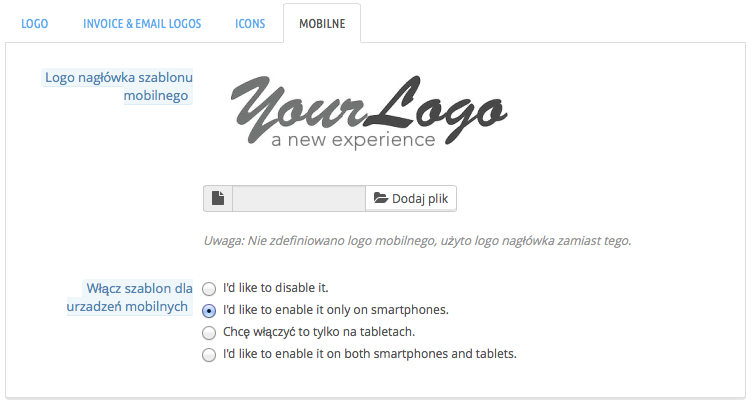 LOGO INVOICE & EMAIL LOGOS ICONS MOBILNE
Logo nagłówka szablonu
mobilnego
YourLogo
a new experience
Dodaj plik
Uwaga: Nie zdefiniowano logo mobilnego, użyto logo nagłówka zamiast tego.
Włącz szablon dla
urzadzeń mobilnych
I'd like to disable it.
I'd like to enable it only on smartphones.
Chcę włączyć to tylko na tabletach.
I'd like to enable it on both smartphones and tablets.